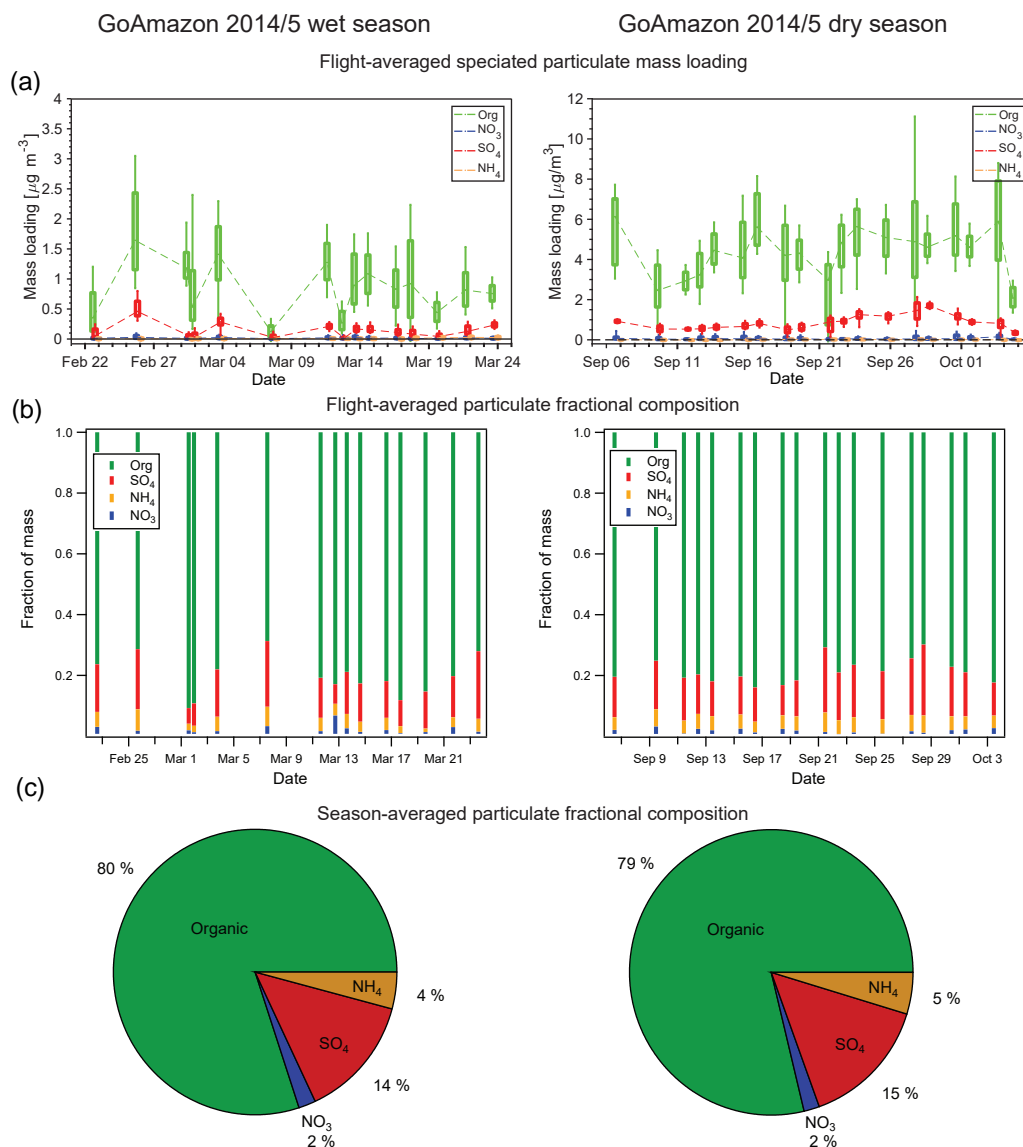 GoAmazon 2014/5 wet season
GoAmazon 2014/5 dry season
(a)
Flight-averaged speciated particulate mass loading
4
3.5
3
2.5
2
1.5
1
0.5
0
Mass loading [μg m⁻³]
Org
NO₃
SO₄
NH₄
Feb 22 Feb 27 Mar 04 Mar 09 Mar 14 Mar 19 Mar 24
Date
12
10
8
6
4
2
0
Mass loading [μg/m³]
Org
NO₃
SO₄
NH₄
Sep 06 Sep 11 Sep 16 Sep 21 Sep 26 Oct 01
Date
(b)
Flight-averaged particulate fractional composition
1.0
0.8
0.6
0.4
0.2
Fraction of mass
Org
SO₄
NH₄
NO₃
Feb 25 Mar 1 Mar 5 Mar 9 Mar 13 Mar 17 Mar 21
Date
1.0
0.8
0.6
0.4
0.2
Fraction of mass
Org
SO₄
NH₄
NO₃
Sep 9 Sep 13 Sep 17 Sep 21 Sep 25 Sep 29 Oct 3
Date
(c)
Season-averaged particulate fractional composition
80 %
Organic
NH₄
4 %
SO₄
14 %
NO₃
2 %
79 %
Organic
NH₄
5 %
SO₄
15 %
NO₃
2 %